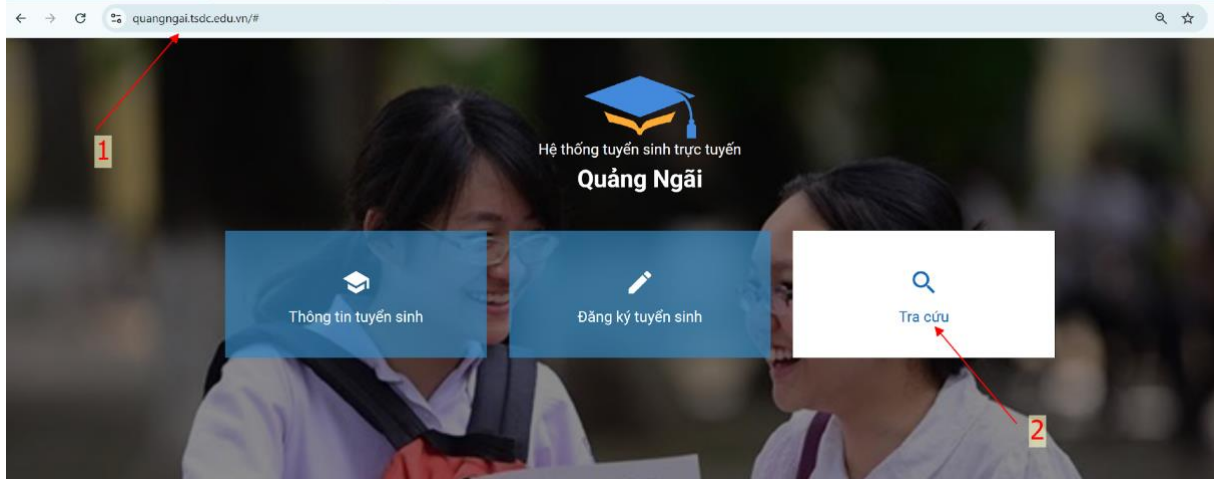 quangngai.tsdc.edu.vn/#
1
Hệ thống tuyển sinh trực tuyến
Quảng Ngãi
Thông tin tuyển sinh
Đăng ký tuyển sinh
Tra cứu
2